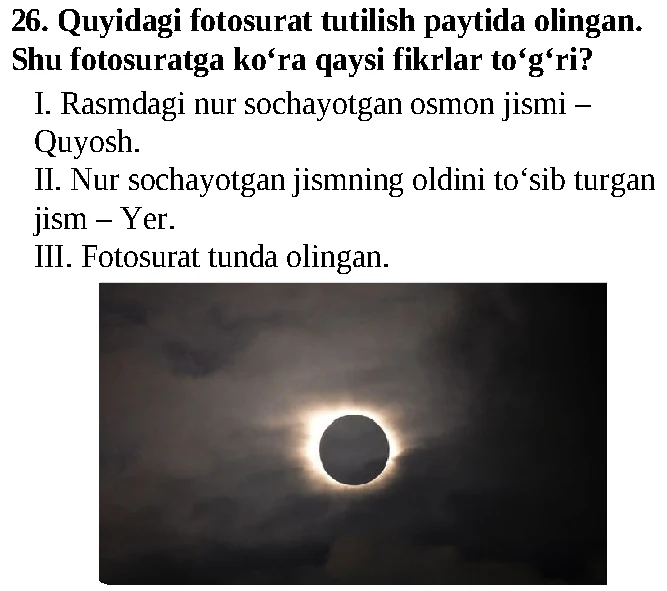 26. Quyidagi fotosurat tutilish paytida olingan.
Shu fotosuratga ko‘ra qaysi fikrlar to‘g‘ri?
I. Rasmdagi nur sochayotgan osmon jismi –
Quyosh.
II. Nur sochayotgan jismning oldini to‘sib turgan
jism – Yer.
III. Fotosurat tunda olingan.